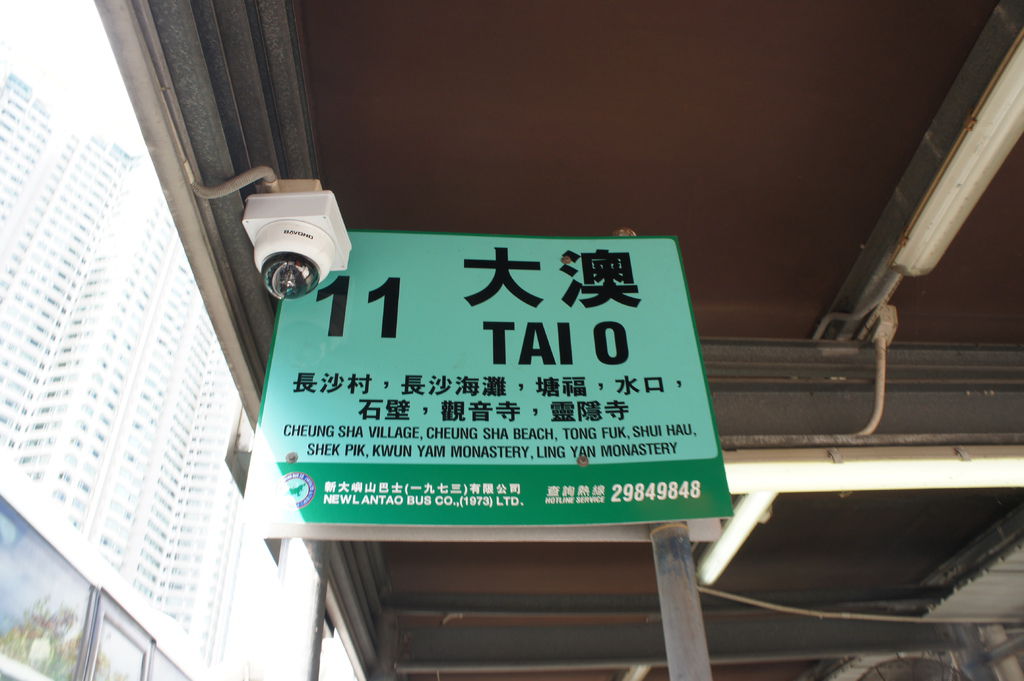 BAVONO
11
大澳
TAI O
長沙村，長沙海灘，塘福，水口，
石壁，觀音寺，靈隱寺
CHEUNG SHA VILLAGE, CHEUNG SHA BEACH, TONG FUK, SHUI HAU,
SHEK PIK, KWUN YAM MONASTERY, LING YAN MONASTERY
新大嶼山巴士(一九七三)有限公司
NEW LANTAO BUS CO.,(1973) LTD.
查詢熱線
HOTLINE SERVICE
29849848